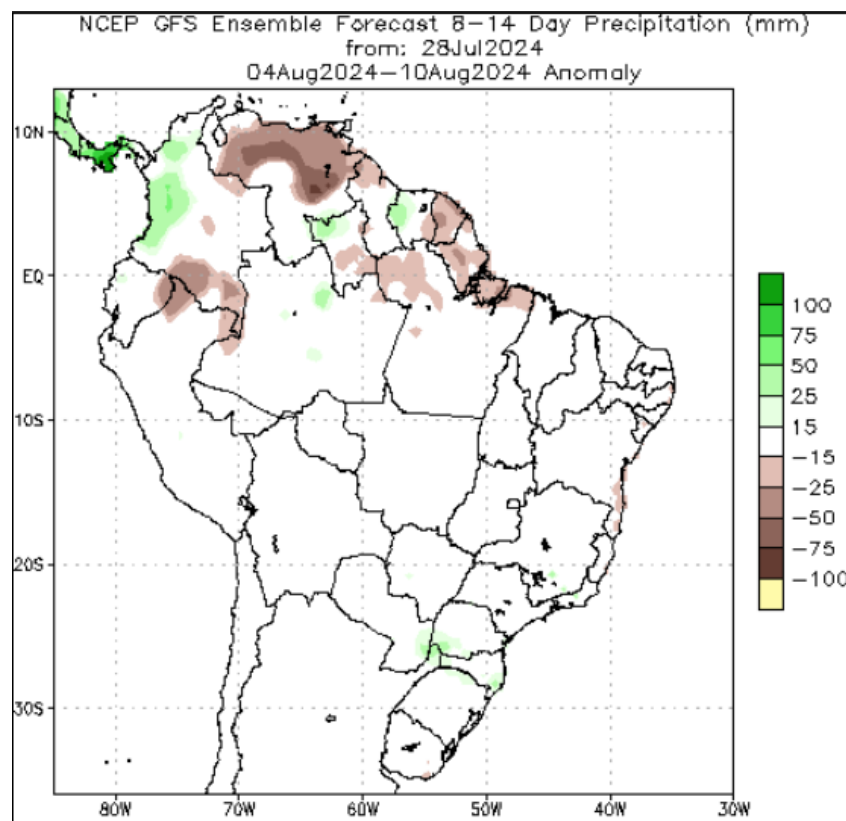 NCEP GFS Ensemble Forecast 8-14 Day Precipitation (mm)
from: 28Jul2024
04Aug2024-10Aug2024 Anomaly
10N
EQ
10S
20S
30S
80W
70W
60W
50W
40W
30W
100
75
50
25
15
-15
-25
-50
-75
-100